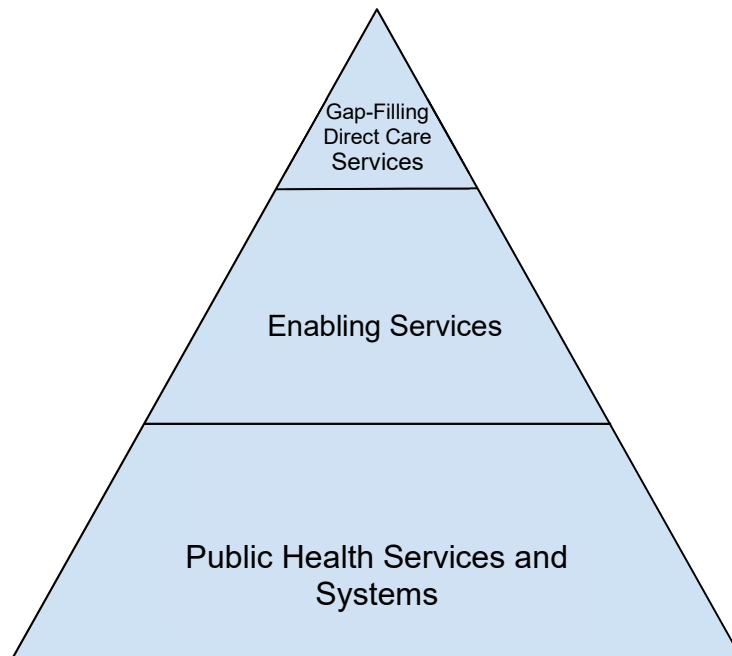 Gap-Filling
Direct Care
Services
Enabling Services
Public Health Services and
Systems